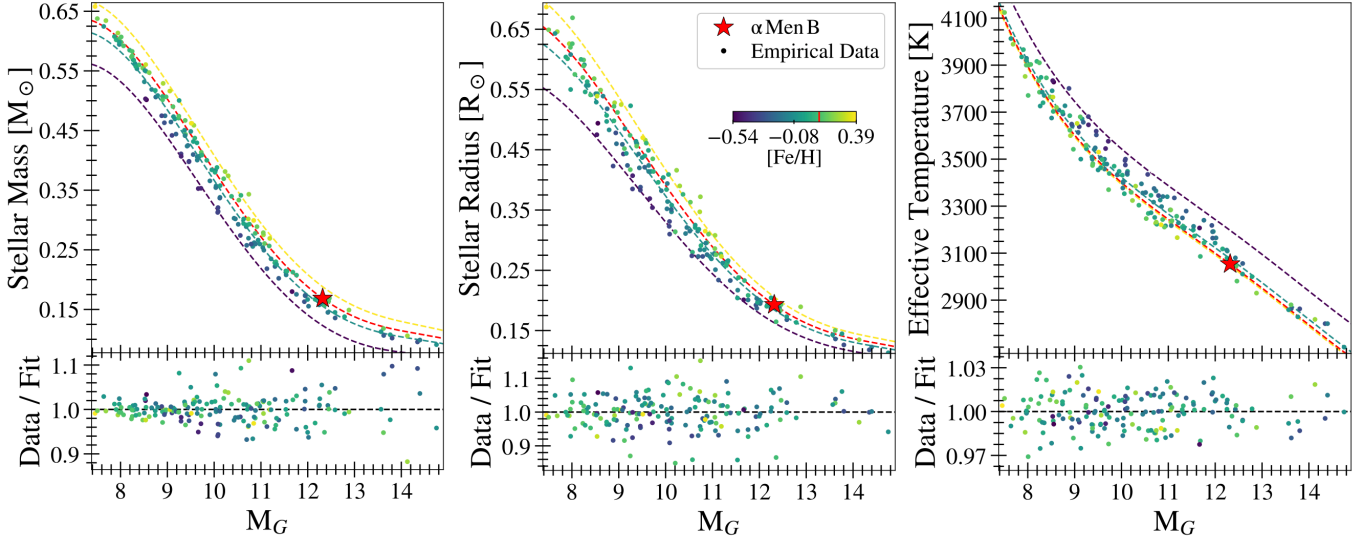 Stellar Mass [M⊙]
0.65
0.55
0.45
0.35
0.25
0.15
Data / Fit
1.1
1.0
0.9
8 9 10 11 12 13 14
M_G
Stellar Radius [R⊙]
0.65
0.55
0.45
0.35
0.25
0.15
α Men B
Empirical Data
−0.54 −0.08 0.39
[Fe/H]
Data / Fit
1.1
1.0
0.9
8 9 10 11 12 13 14
M_G
Effective Temperature [K]
4100
3900
3700
3500
3300
3100
2900
Data / Fit
1.03
1.00
0.97
8 9 10 11 12 13 14
M_G